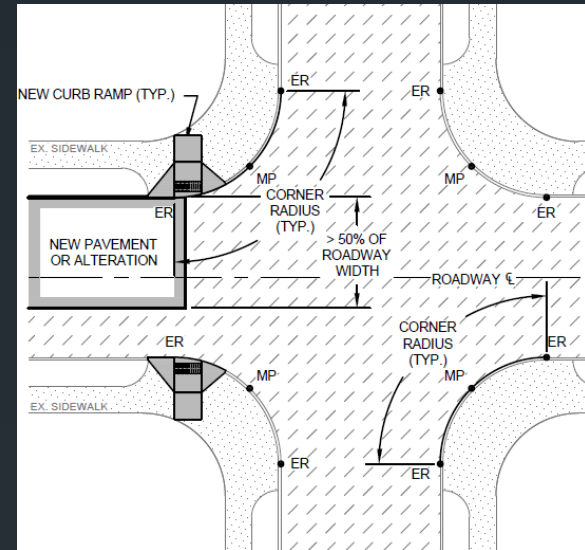 ER
ER
NEW CURB RAMP (TYP.)
EX. SIDEWALK
MP
MP
CORNER
RADIUS
(TYP.)
ER
ER
> 50% OF
ROADWAY
WIDTH
NEW PAVEMENT
OR ALTERATION
ROADWAY ℄
CORNER
RADIUS
(TYP.)
ER
ER
MP
MP
EX. SIDEWALK
ER
ER